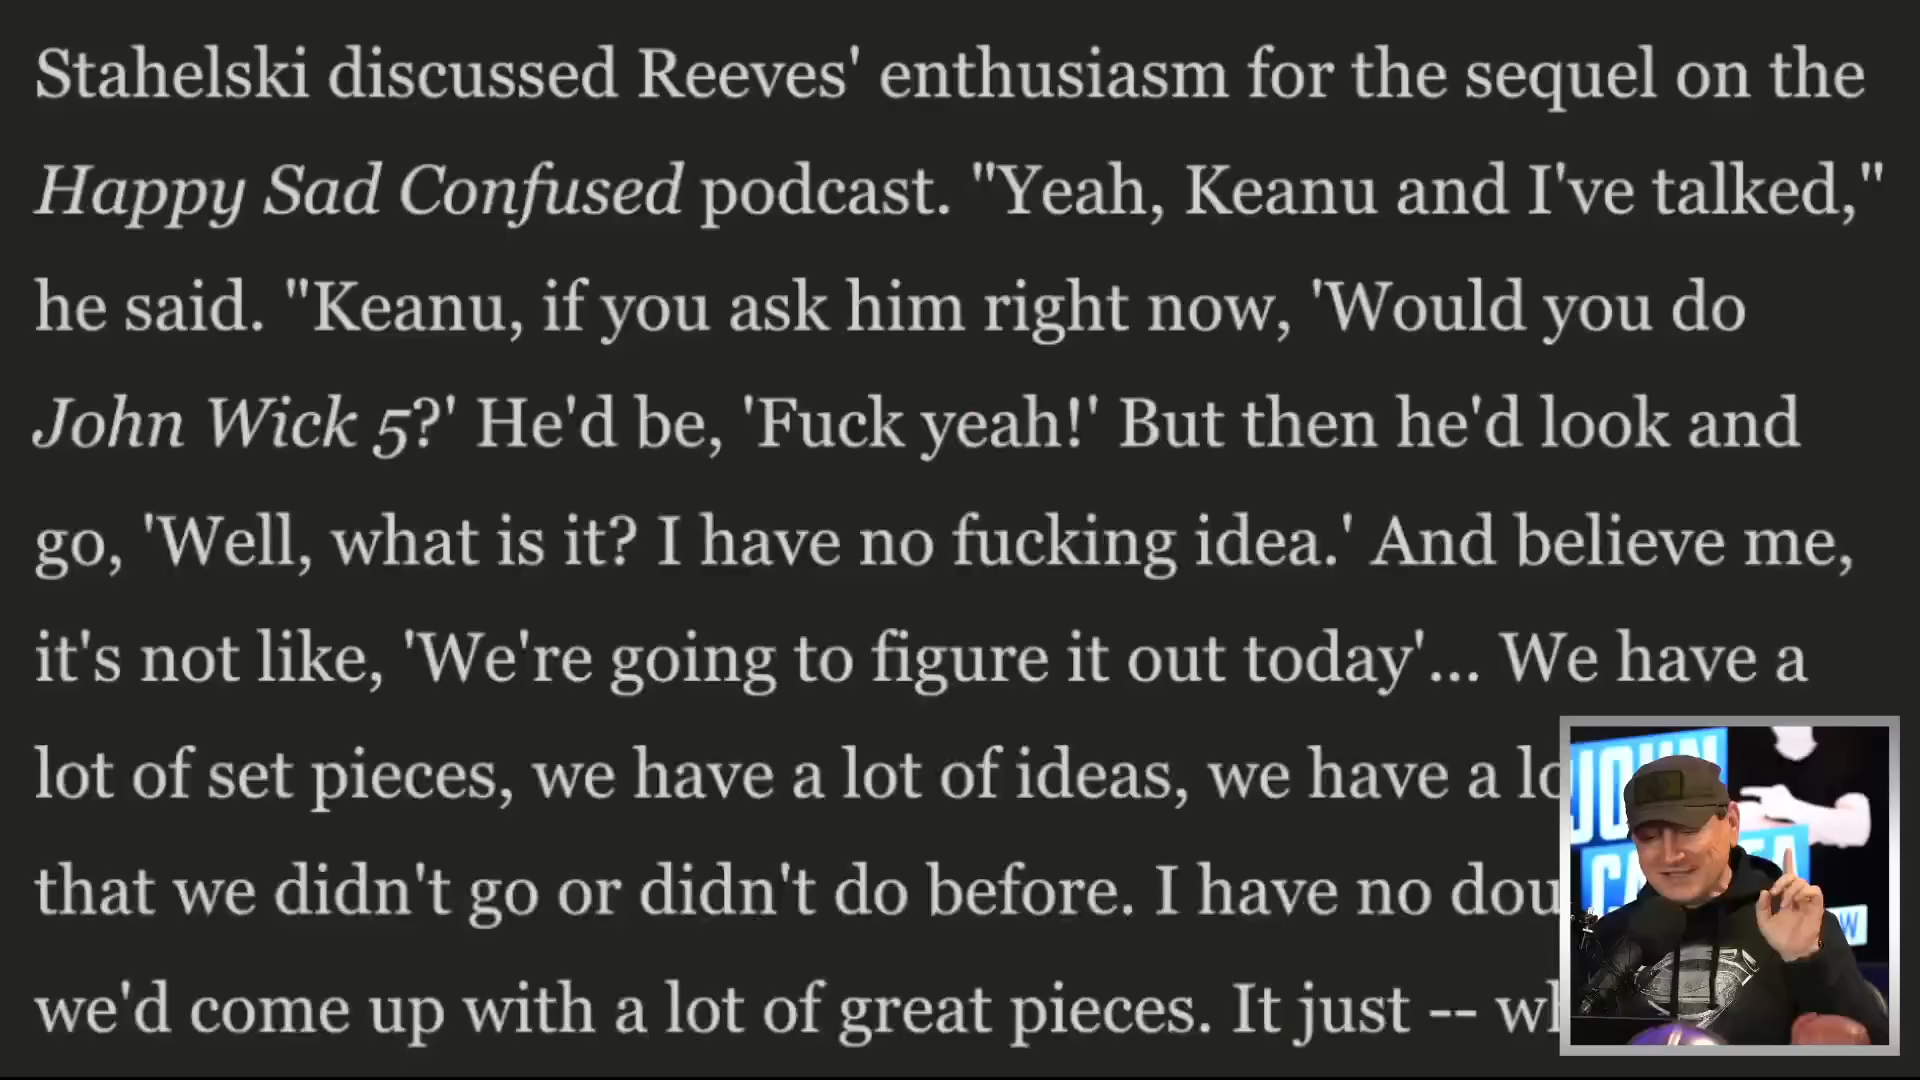 Stahelski discussed Reeves' enthusiasm for the sequel on the
Happy Sad Confused podcast. "Yeah, Keanu and I've talked,"
he said. "Keanu, if you ask him right now, 'Would you do
John Wick 5?' He'd be, 'Fuck yeah!' But then he'd look and
go, 'Well, what is it? I have no fucking idea.' And believe me,
it's not like, 'We're going to figure it out today'... We have a
lot of set pieces, we have a lot of ideas, we have a
that we didn't go or didn't do before. I have no
we'd come up with a lot of great pieces. It just --
JOHN